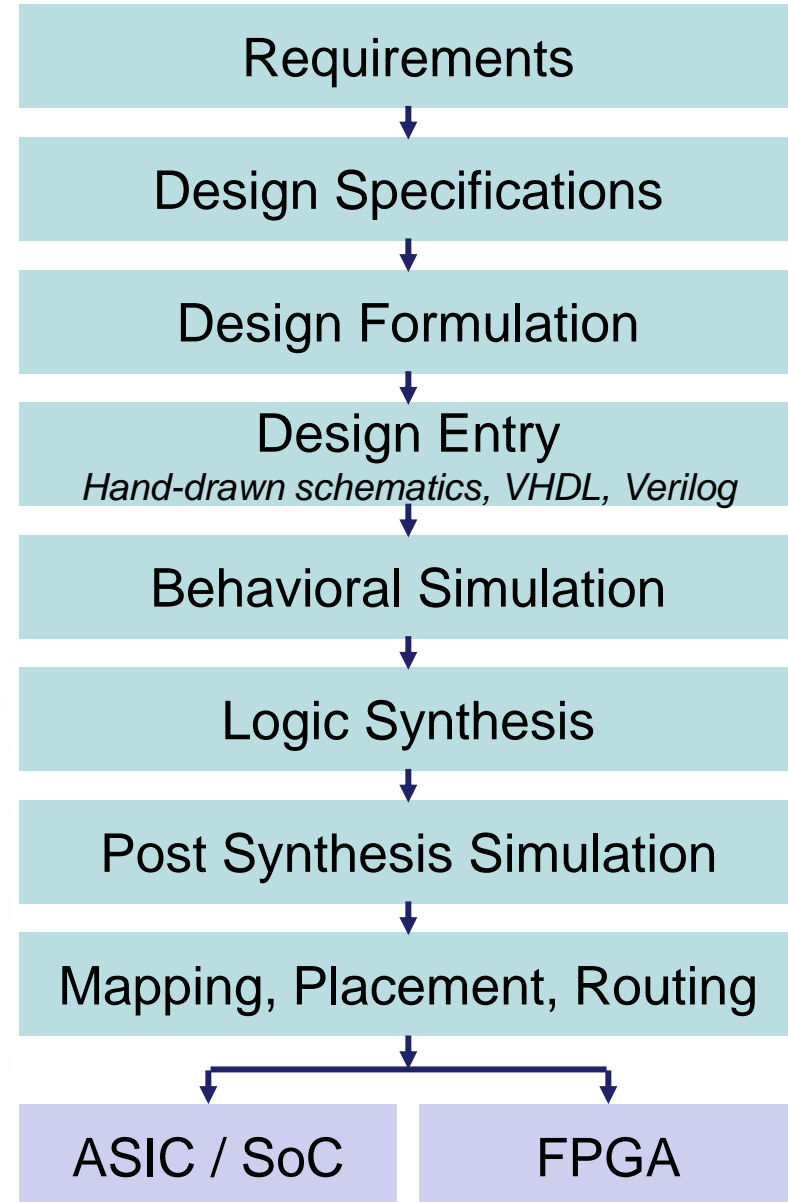 Requirements
Design Specifications
Design Formulation
Design Entry
Hand-drawn schematics, VHDL, Verilog
Behavioral Simulation
Logic Synthesis
Post Synthesis Simulation
Mapping, Placement, Routing
ASIC / SoC
FPGA